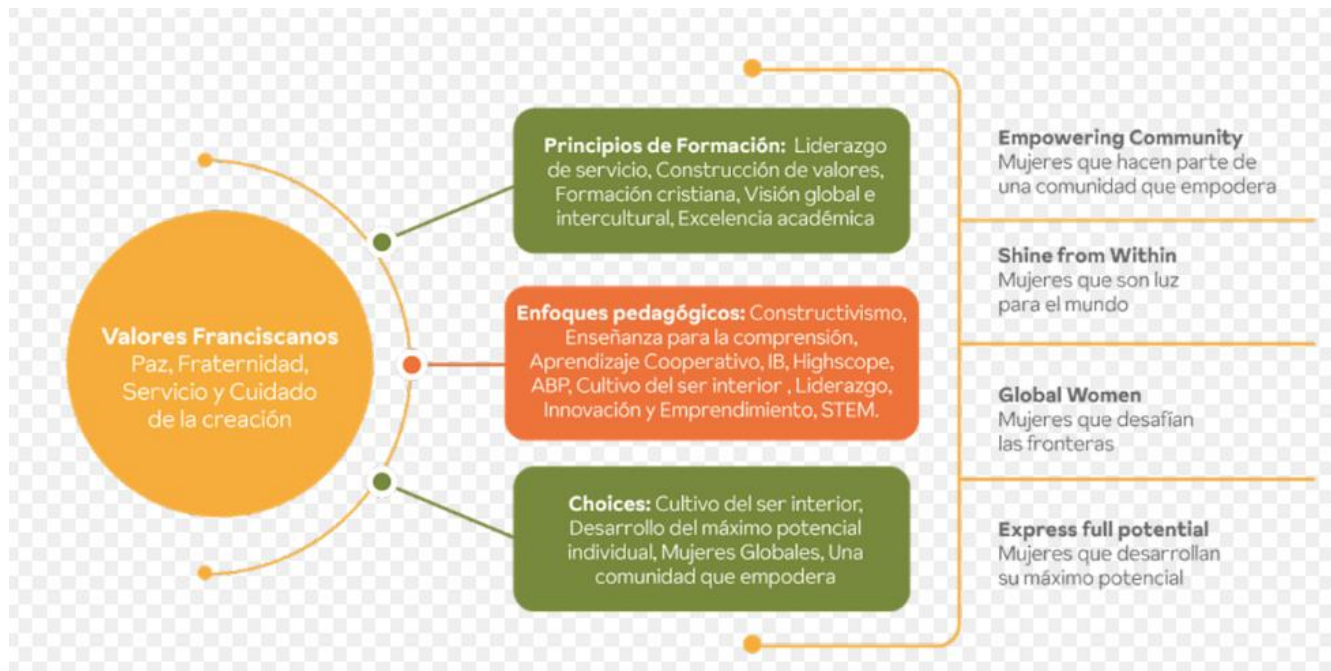 Valores Franciscanos
Paz, Fraternidad,
Servicio y Cuidado
de la creación
Principios de Formación: Liderazgo
de servicio, Construcción de valores,
Formación cristiana, Visión global e
intercultural, Excelencia académica
Enfoques pedagógicos: Constructivismo,
Enseñanza para la comprensión,
Aprendizaje Cooperativo, IB, Highscope,
ABP, Cultivo del ser interior , Liderazgo,
Innovación y Emprendimiento, STEM.
Choices: Cultivo del ser interior,
Desarrollo del máximo potencial
individual, Mujeres Globales, Una
comunidad que empodera
Empowering Community
Mujeres que hacen parte de
una comunidad que empodera
Shine from Within
Mujeres que son luz
para el mundo
Global Women
Mujeres que desafían
las fronteras
Express full potential
Mujeres que desarrollan
su máximo potencial